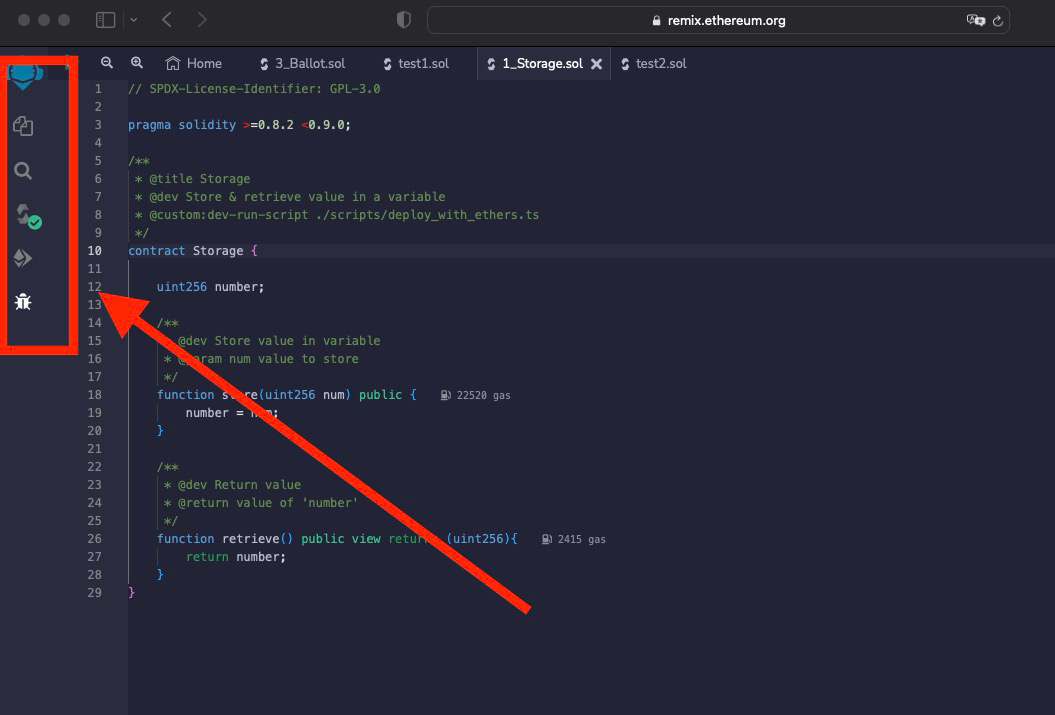 remix.ethereum.org
Home
3_Ballot.sol
test1.sol
1_Storage.sol
test2.sol
1 // SPDX-License-Identifier: GPL-3.0
2
3 pragma solidity >=0.8.2 <0.9.0;
4
5 /**
6 * @title Storage
7 * @dev Store & retrieve value in a variable
8 * @custom:dev-run-script ./scripts/deploy_with_ethers.ts
9 */
10 contract Storage {
11
12 uint256 number;
13
14 /**
15 @dev Store value in variable
16 * num value to store
17 */
18 function (uint256 num) public { 22520 gas
19 number =
20 }
21
22 /**
23 * @dev Return value
24 * @return value of 'number'
25 */
26 function retrieve() public view (uint256){ 2415 gas
27 return number;
28 }
29 }